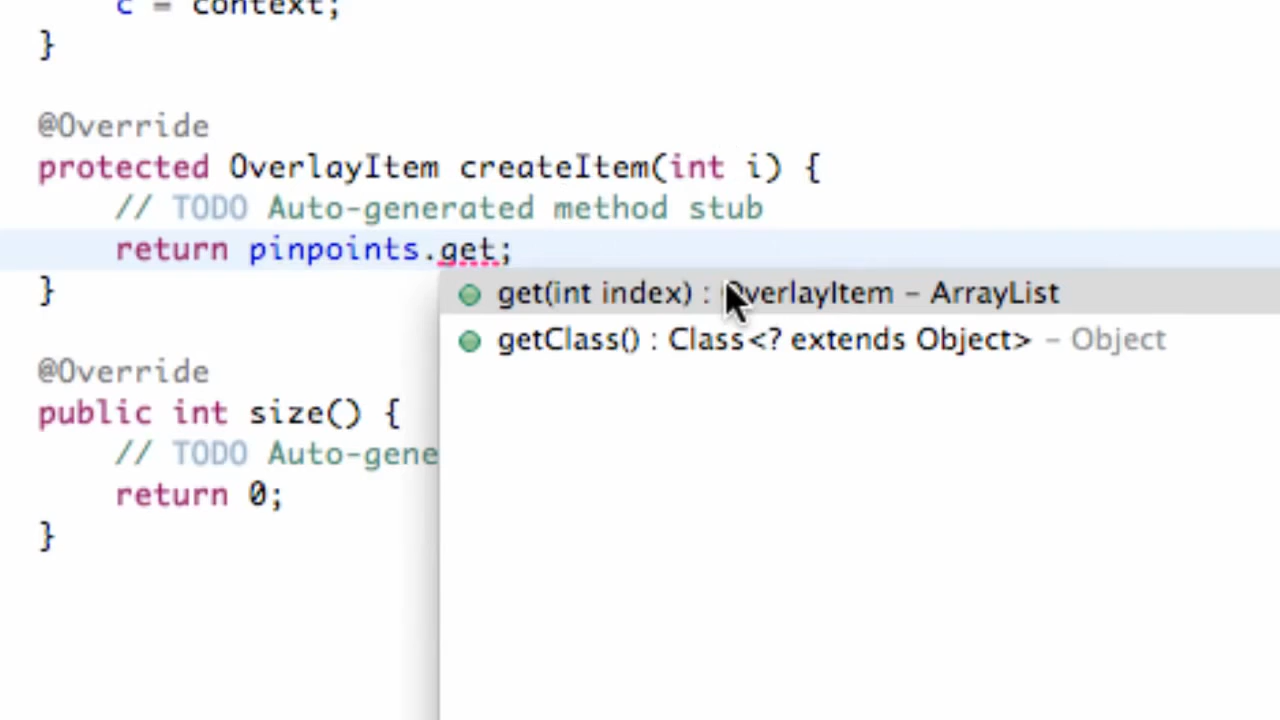 c = context;
}
@Override
protected OverlayItem createItem(int i) {
// TODO Auto-generated method stub
return pinpoints.get;
}
get(int index) : OverlayItem – ArrayList
getClass() : Class<? extends Object> – Object
@Override
public int size() {
// TODO Auto-gene
return 0;
}